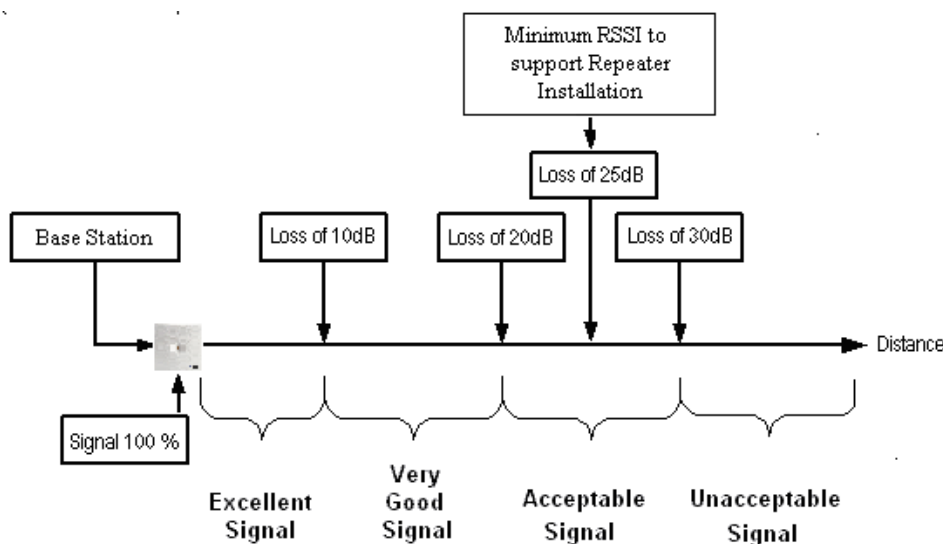 Minimum RSSI to
support Repeater
Installation
Loss of 25dB
Base Station
Loss of 10dB
Loss of 20dB
Loss of 30dB
Distance
Signal 100 %
Excellent
Signal
Very
Good
Signal
Acceptable
Signal
Unacceptable
Signal